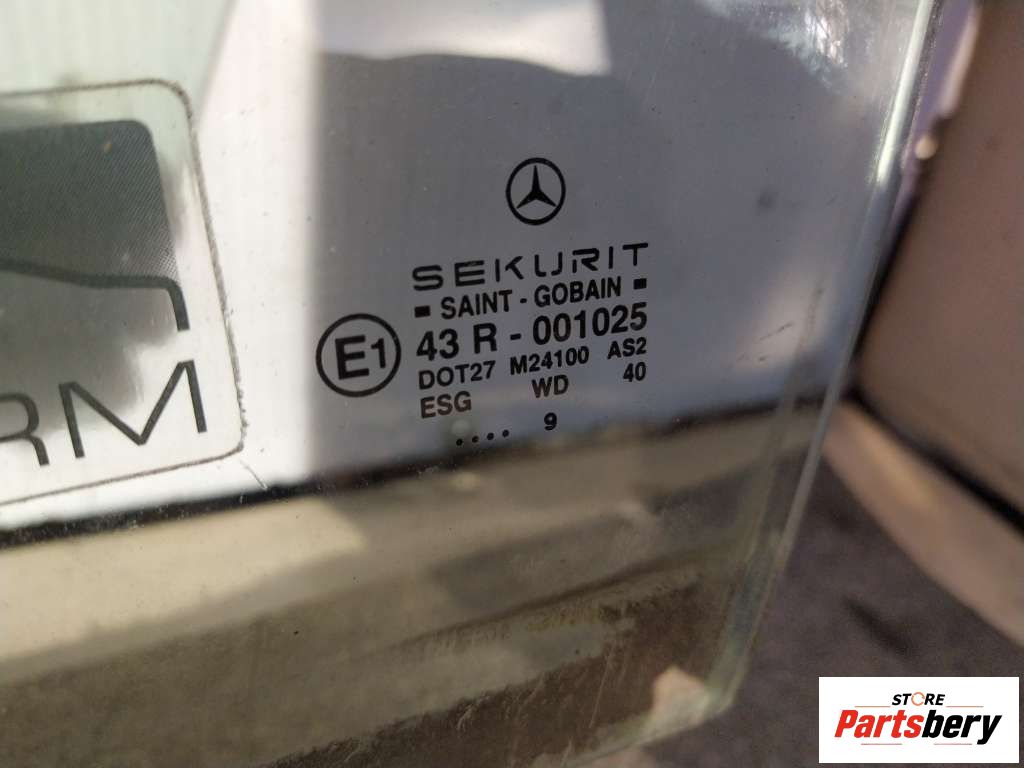 SEKURIT
▪ SAINT - GOBAIN ▪
E1 43 R - 001025
DOT27 M24100 AS2
ESG WD 40
.... 9
RM
STORE
Partsbery